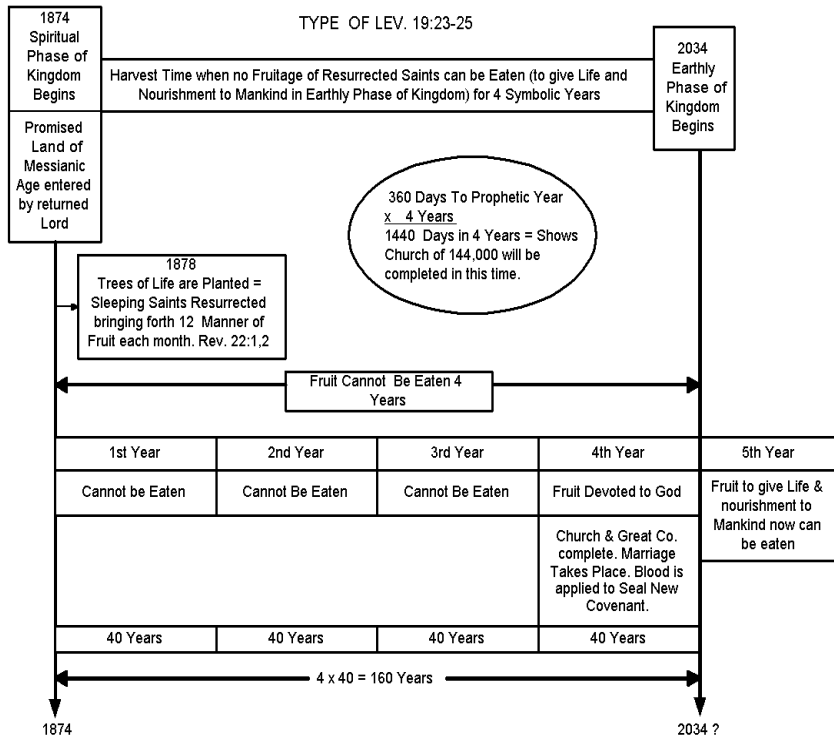 TYPE OF LEV. 19:23-25
1874
Spiritual
Phase of
Kingdom
Begins
Harvest Time when no Fruitage of Resurrected Saints can be Eaten (to give Life and
Nourishment to Mankind in Earthly Phase of Kingdom) for 4 Symbolic Years
2034
Earthly
Phase of
Kingdom
Begins
Promised
Land of
Messianic
Age entered
by returned
Lord
360 Days To Prophetic Year
x 4 Years
1440 Days in 4 Years = Shows
Church of 144,000 will be
completed in this time.
1878
Trees of Life are Planted =
Sleeping Saints Resurrected
bringing forth 12 Manner of
Fruit each month. Rev. 22:1,2
Fruit Cannot Be Eaten 4
Years
1st Year
2nd Year
3rd Year
4th Year
5th Year
Cannot be Eaten
Cannot Be Eaten
Cannot Be Eaten
Fruit Devoted to God
Fruit to give Life &
nourishment to
Mankind now can
be eaten
Church & Great Co.
complete. Marriage
Takes Place. Blood is
applied to Seal New
Covenant.
40 Years
40 Years
40 Years
40 Years
4 x 40 = 160 Years
1874
2034 ?